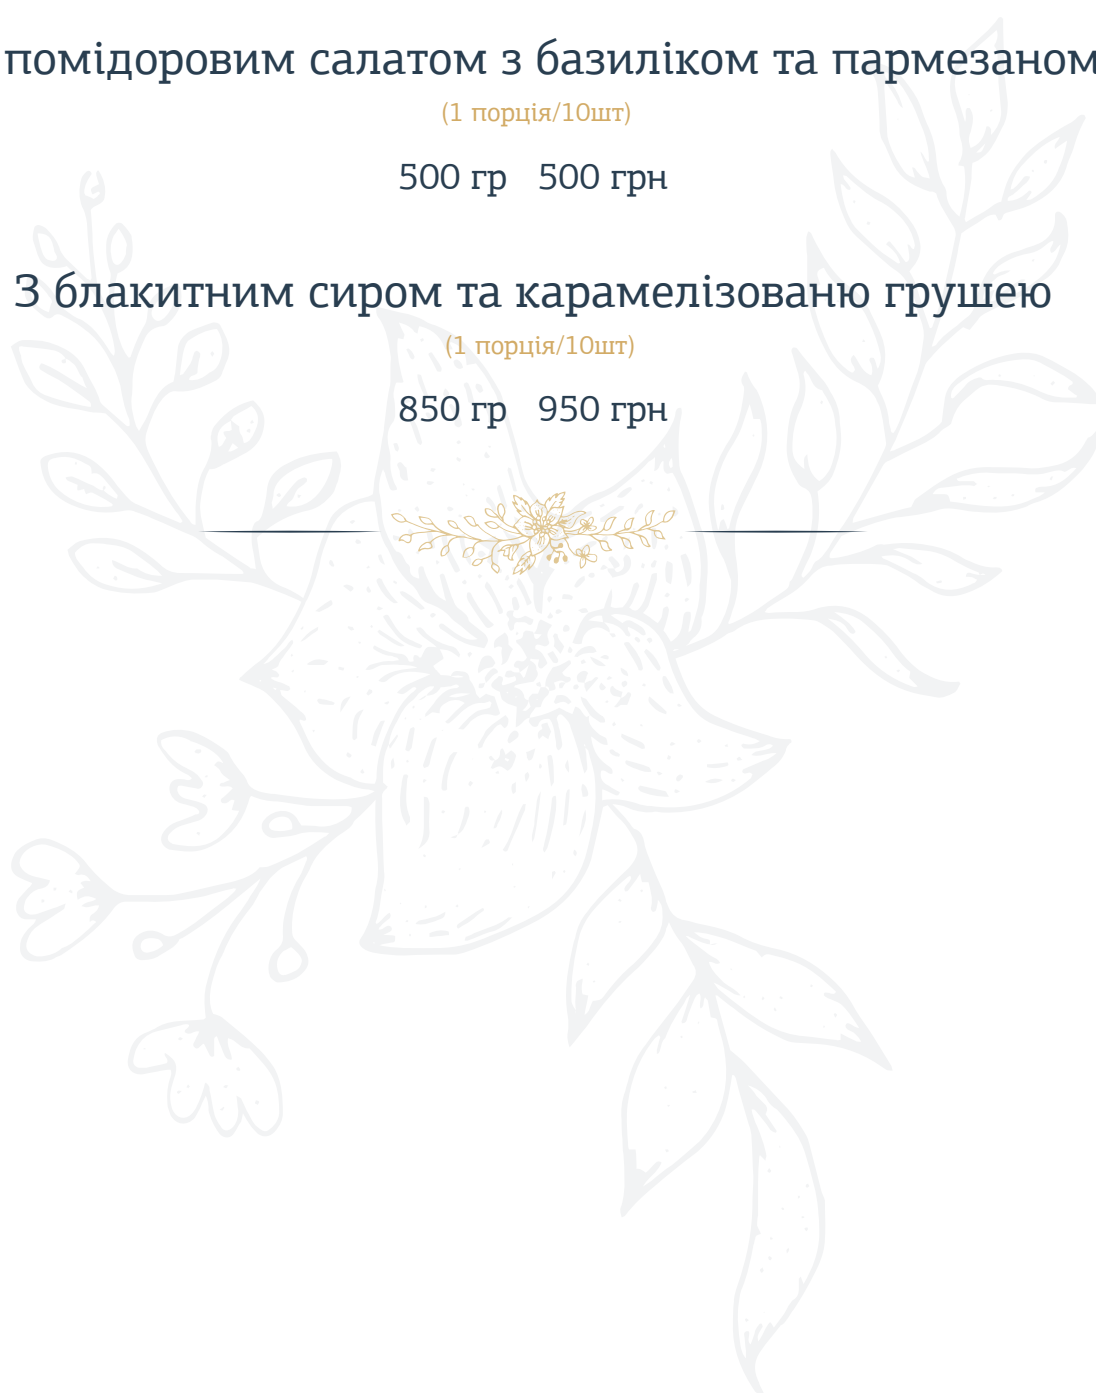 помідоровим салатом з базиліком та пармезаном
(1 порція/10шт)
500 гр 500 грн
З блакитним сиром та карамелізованю грушею
(1 порція/10шт)
850 гр 950 грн